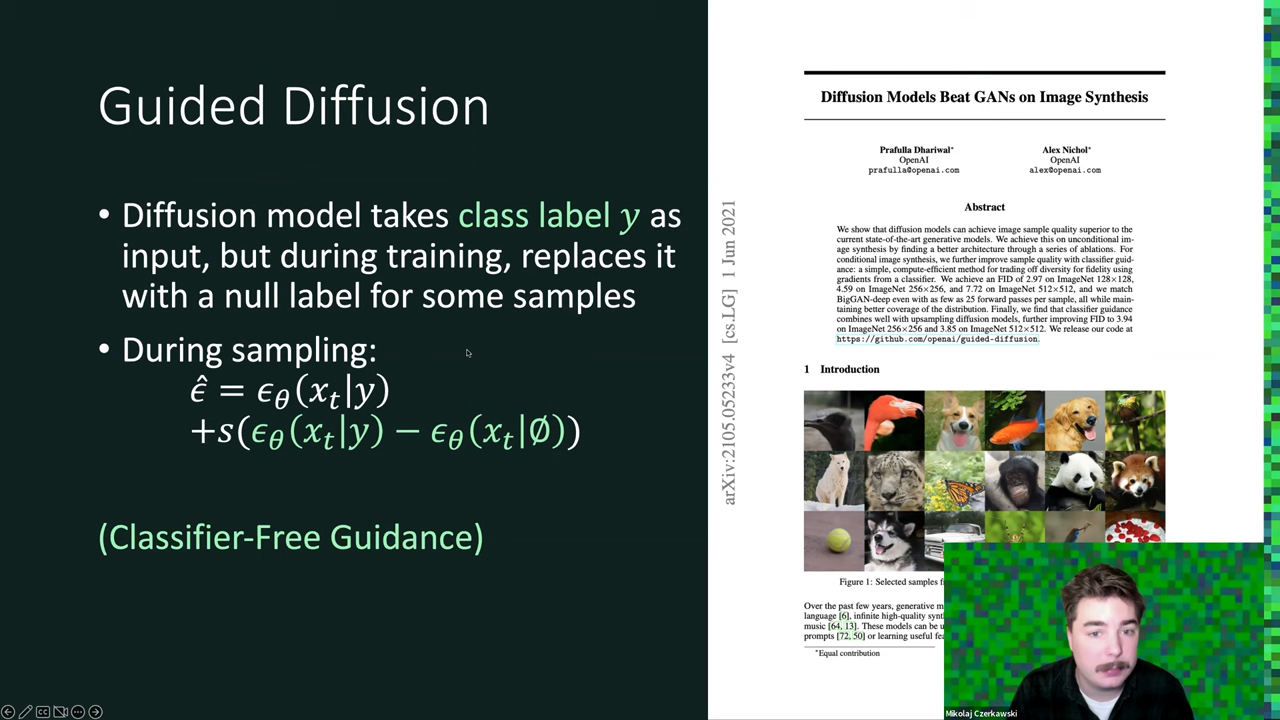 Guided Diffusion
• Diffusion model takes class label y as
input, but during training, replaces it
with a null label for some samples
• During sampling:
ϵ̂ = ϵ_θ(x_t|y)
+s(ϵ_θ(x_t|y) − ϵ_θ(x_t|∅))
(Classifier-Free Guidance)
arXiv:2105.05233v4 [cs.LG] 1 Jun 2021
Diffusion Models Beat GANs on Image Synthesis
Prafulla Dhariwal* Alex Nichol*
OpenAI OpenAI
prafulla@openai.com alex@openai.com
Abstract
We show that diffusion models can achieve image sample quality superior to the
current state-of-the-art generative models. We achieve this on unconditional im-
age synthesis by finding a better architecture through a series of ablations. For
conditional image synthesis, we further improve sample quality with classifier guid-
ance: a simple, compute-efficient method for trading off diversity for fidelity using
gradients from a classifier. We achieve an FID of 2.97 on ImageNet 128×128,
4.59 on ImageNet 256×256, and 7.72 on ImageNet 512×512, and we match
BigGAN-deep even with as few as 25 forward passes per sample, all while main-
taining better coverage of the distribution. Finally, we find that classifier guidance
combines well with upsampling diffusion models, further improving FID to 3.94
on ImageNet 256×256 and 3.85 on ImageNet 512×512. We release our code at
https://github.com/openai/guided-diffusion.
1 Introduction
Figure 1: Selected samples
Over the past few years, generative
language [6], infinite high-quality
music [64, 13]. These models can be
prompts [72, 50] or learning useful
*Equal contribution
CC
Mikolaj Czerkawski